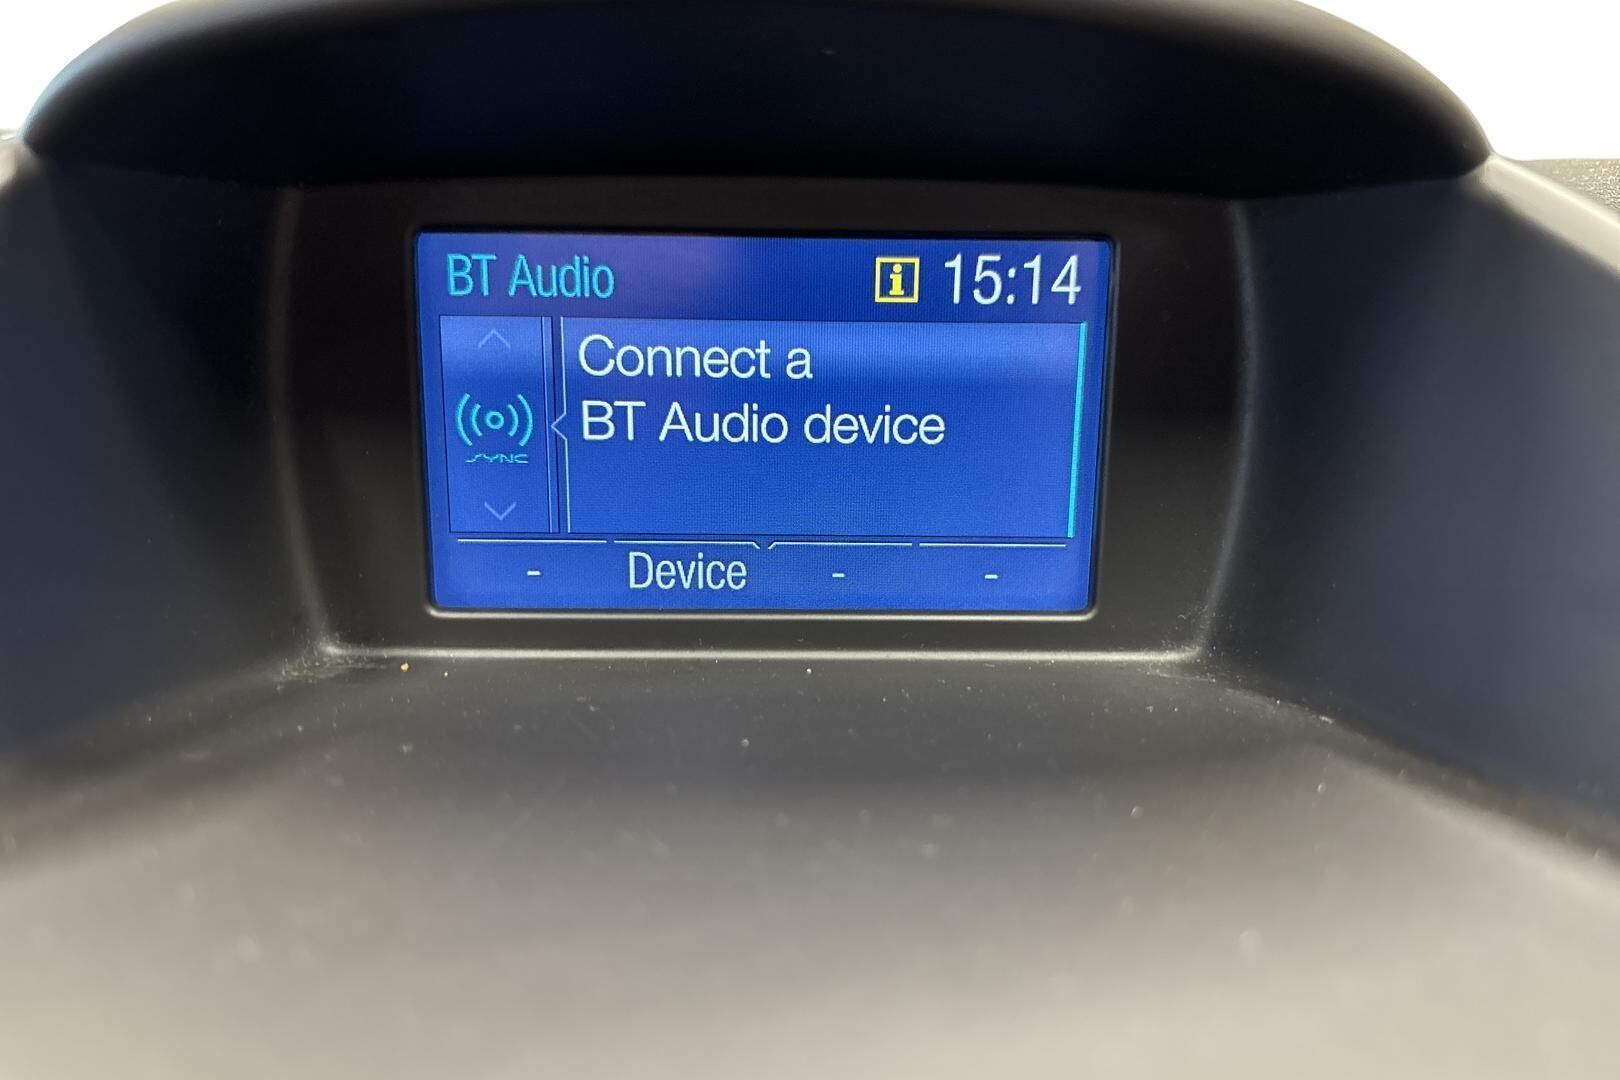 BT Audio 15:14
Connect a
BT Audio device
SYNC
- Device - -